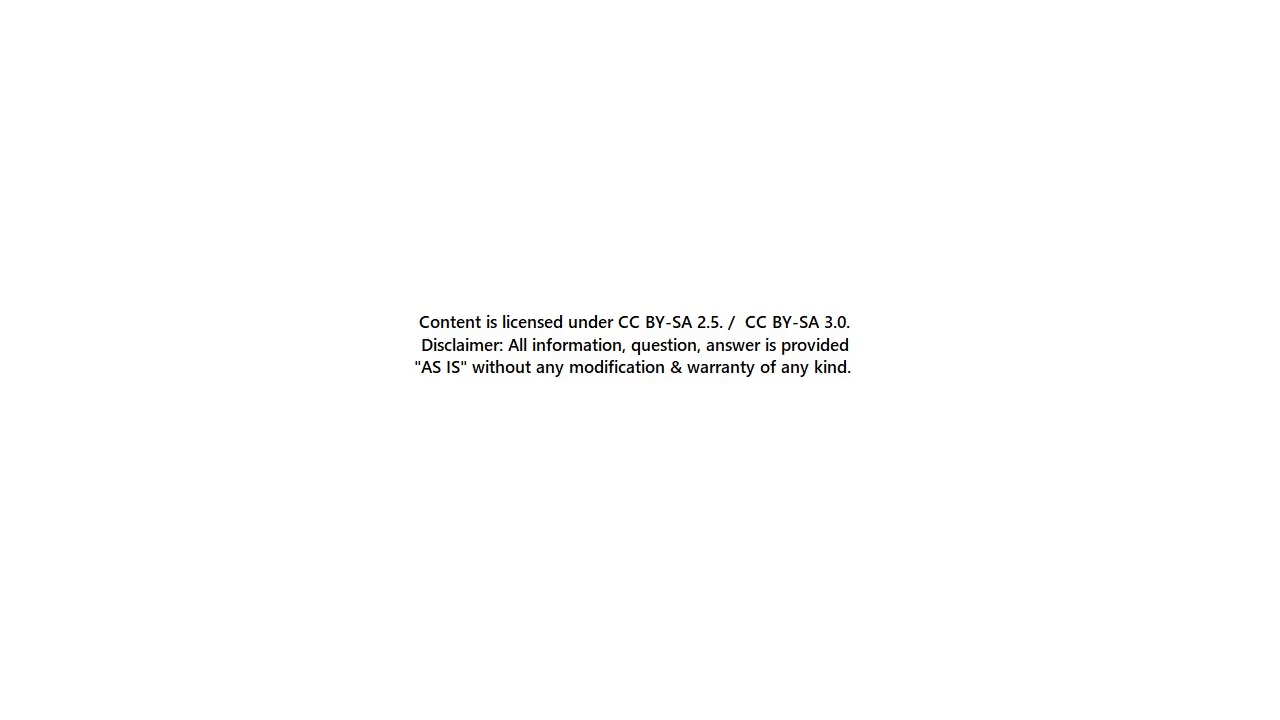 Content is licensed under CC BY-SA 2.5. /  CC BY-SA 3.0.
Disclaimer: All information, question, answer is provided
"AS IS" without any modification & warranty of any kind.